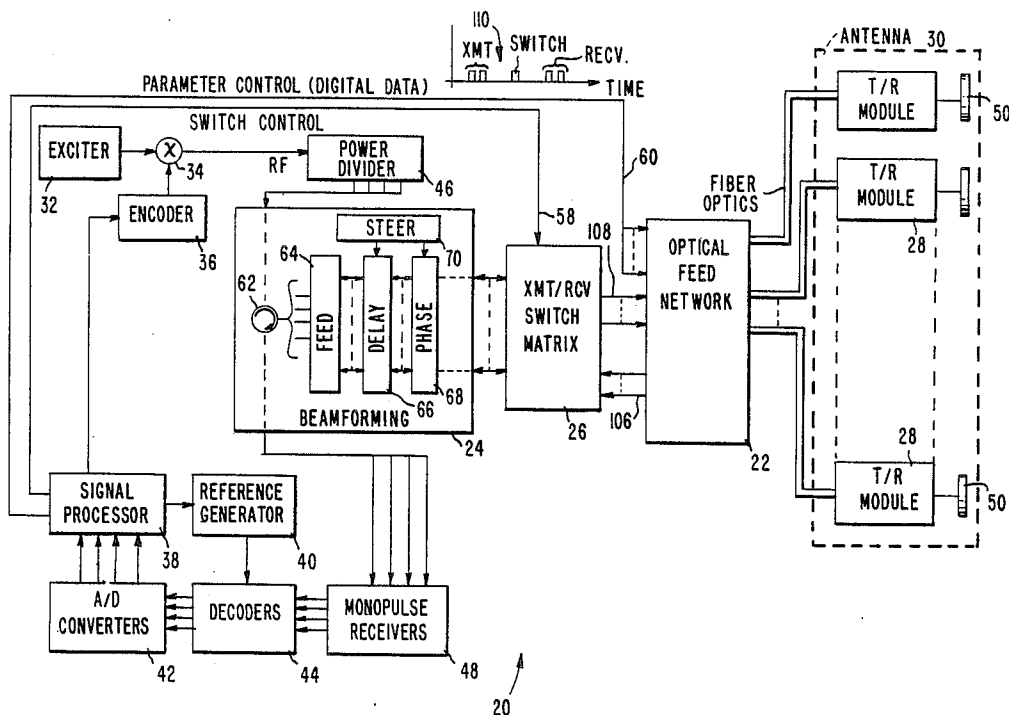 110
XMT
SWITCH
RECV.
TIME
ANTENNA 30
PARAMETER CONTROL (DIGITAL DATA)
SWITCH CONTROL
EXCITER
32
X
34
RF
POWER
DIVIDER
46
ENCODER
36
60
58
FIBER
OPTICS
T/R
MODULE
50
T/R
MODULE
28
STEER
70
64
62
FEED
DELAY
PHASE
66
68
BEAMFORMING
24
108
XMT/RCV
SWITCH
MATRIX
106
26
OPTICAL
FEED
NETWORK
22
28
T/R
MODULE
50
SIGNAL
PROCESSOR
38
REFERENCE
GENERATOR
40
A/D
CONVERTERS
42
DECODERS
44
MONOPULSE
RECEIVERS
48
20